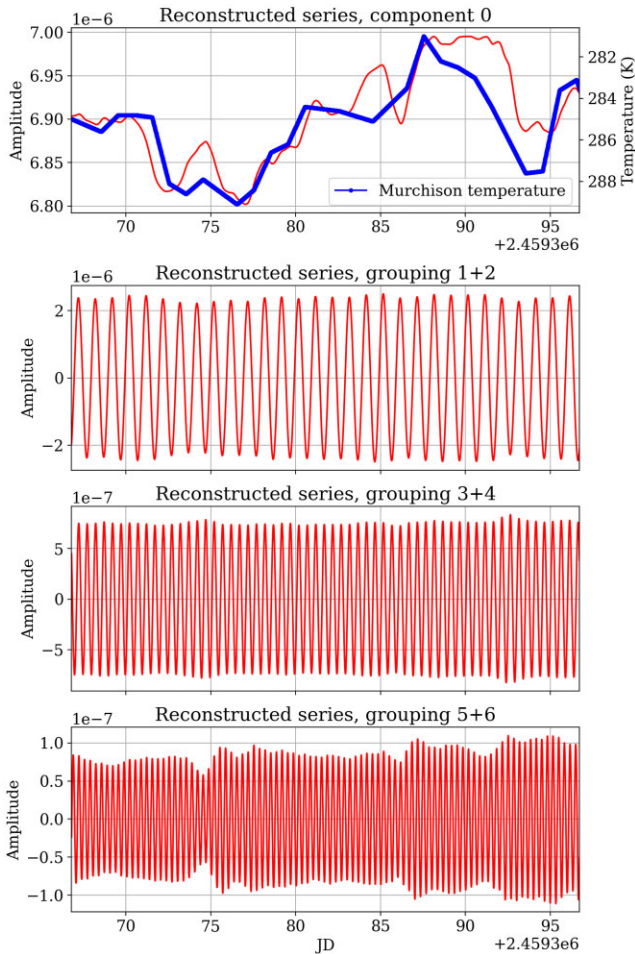 Reconstructed series, component 0
1e−6
7.00
6.95
6.90
6.85
6.80
Amplitude
282
284
286
288
Temperature (K)
Murchison temperature
70 75 80 85 90 95
+2.4593e6
Reconstructed series, grouping 1+2
1e−6
2
0
−2
Amplitude
Reconstructed series, grouping 3+4
1e−7
5
0
−5
Amplitude
Reconstructed series, grouping 5+6
1e−7
1.0
0.5
0.0
−0.5
−1.0
Amplitude
70 75 80 85 90 95
JD
+2.4593e6